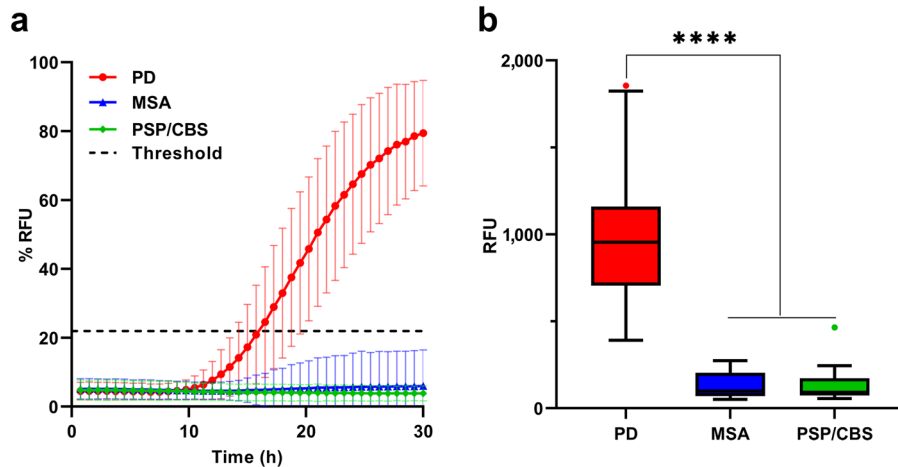 a
100
80
60
40
20
0
% RFU
PD
MSA
PSP/CBS
Threshold
0
10
20
30
Time (h)
b
****
2,000
1,000
0
RFU
PD
MSA
PSP/CBS